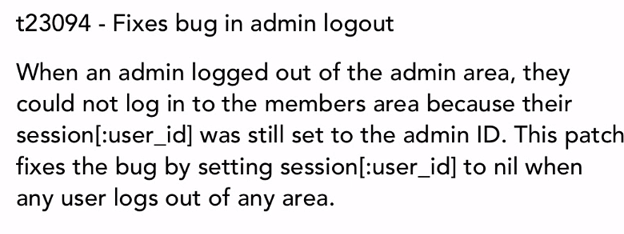 t23094 - Fixes bug in admin logout
When an admin logged out of the admin area, they
could not log in to the members area because their
session[:user_id] was still set to the admin ID. This patch
fixes the bug by setting session[:user_id] to nil when
any user logs out of any area.